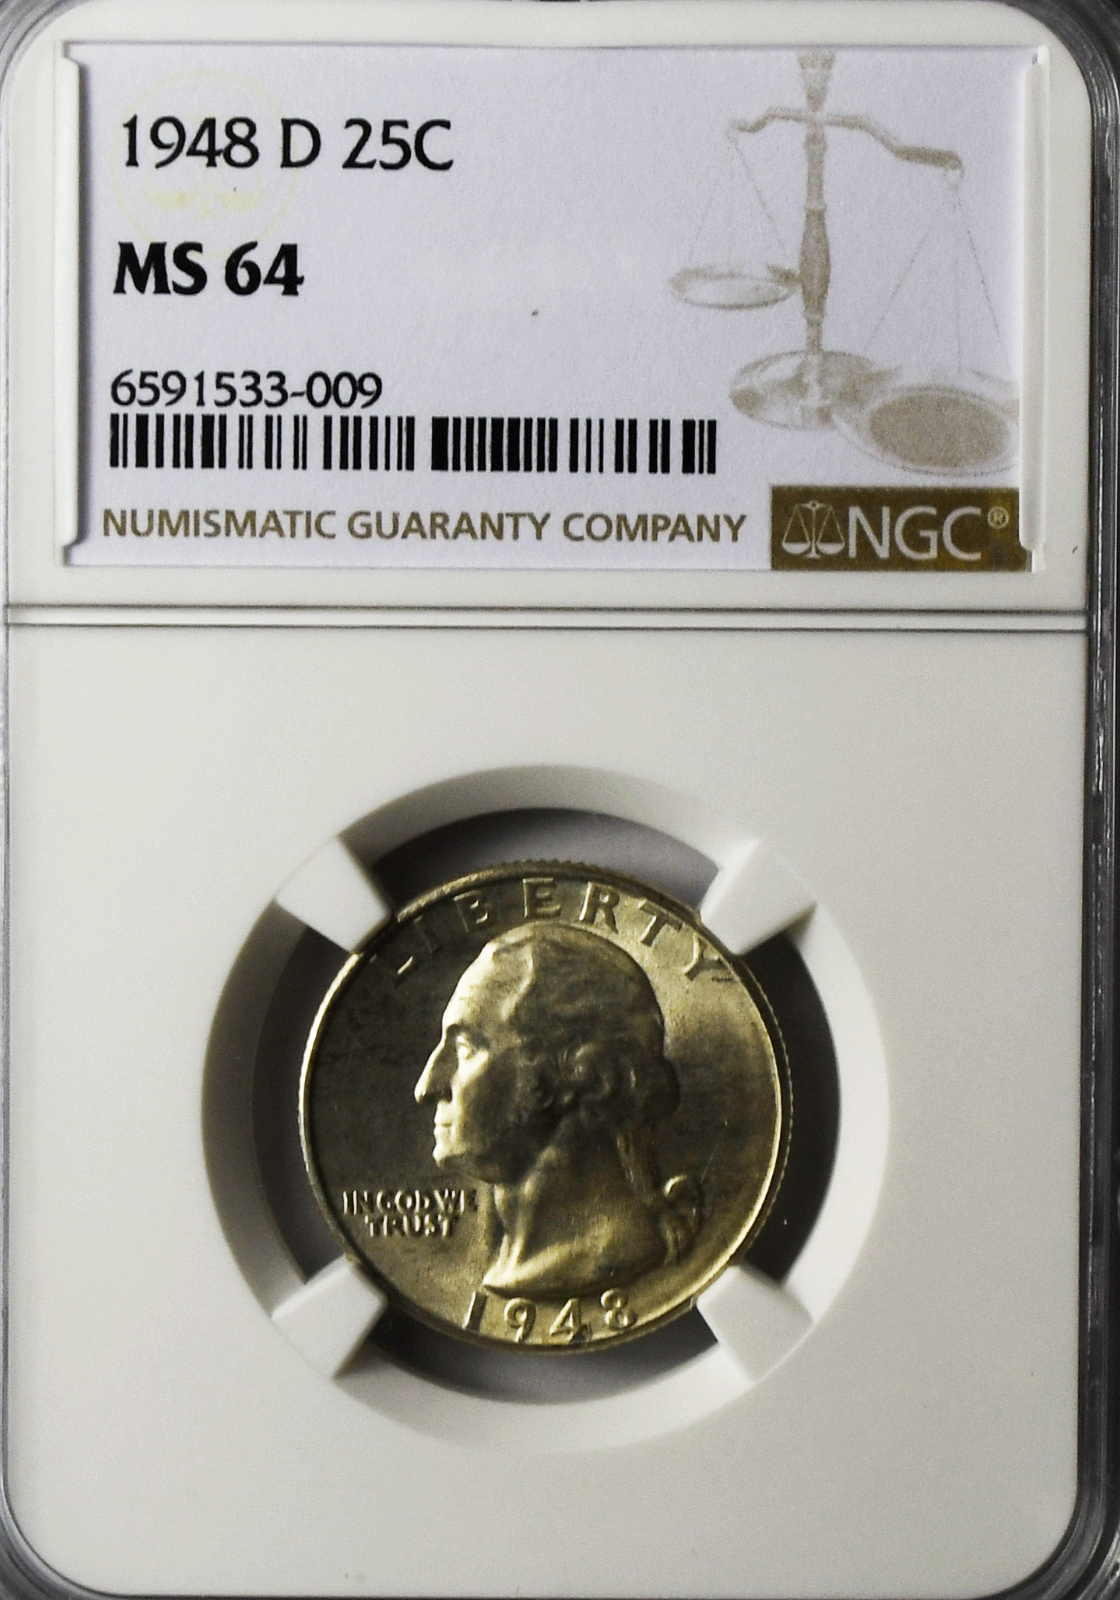 1948 D 25C
MS 64
6591533-009
NUMISMATIC GUARANTY COMPANY
NGC®
LIBERTY
IN GOD WE
TRUST
1948